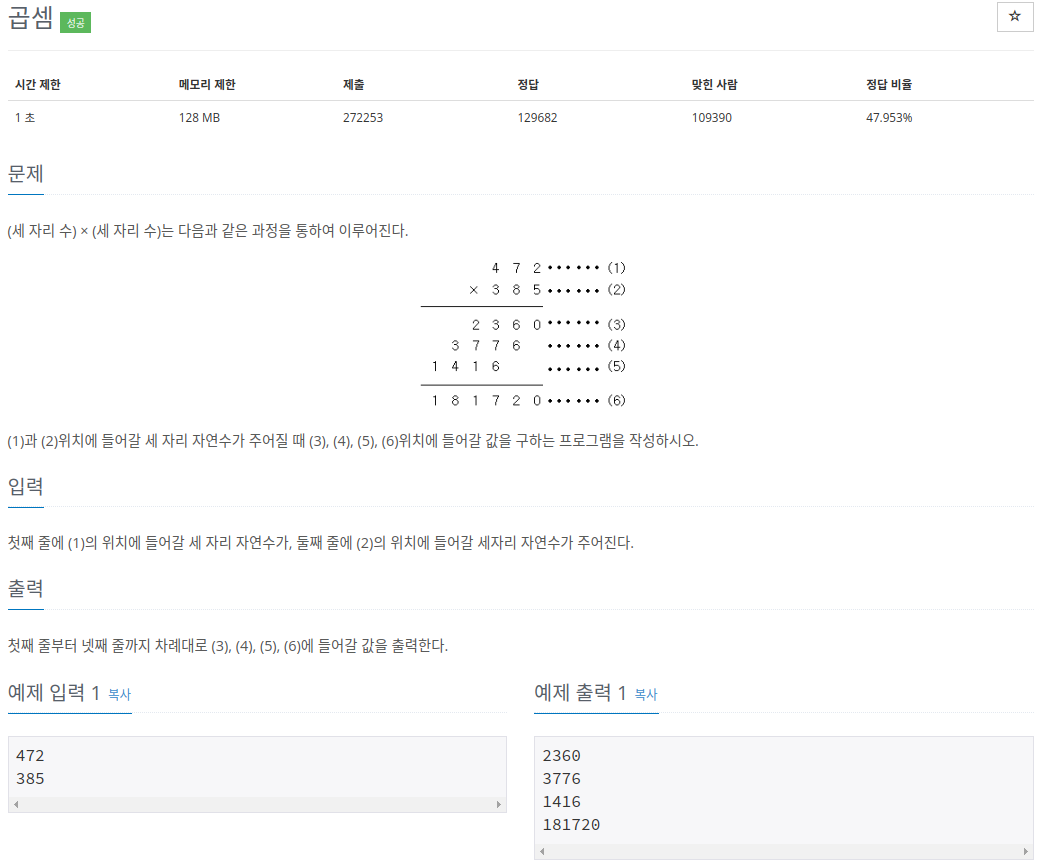 곱셈 성공
☆
시간 제한 메모리 제한 제출 정답 맞힌 사람 정답 비율
1 초 128 MB 272253 129682 109390 47.953%
문제
(세 자리 수) × (세 자리 수)는 다음과 같은 과정을 통하여 이루어진다.
4 7 2 •••••• (1)
× 3 8 5 •••••• (2)
2 3 6 0 •••••• (3)
3 7 7 6 •••••• (4)
1 4 1 6 •••••• (5)
1 8 1 7 2 0 •••••• (6)
(1)과 (2)위치에 들어갈 세 자리 자연수가 주어질 때 (3), (4), (5), (6)위치에 들어갈 값을 구하는 프로그램을 작성하시오.
입력
첫째 줄에 (1)의 위치에 들어갈 세 자리 자연수가, 둘째 줄에 (2)의 위치에 들어갈 세자리 자연수가 주어진다.
출력
첫째 줄부터 넷째 줄까지 차례대로 (3), (4), (5), (6)에 들어갈 값을 출력한다.
예제 입력 1 복사
472
385
예제 출력 1 복사
2360
3776
1416
181720